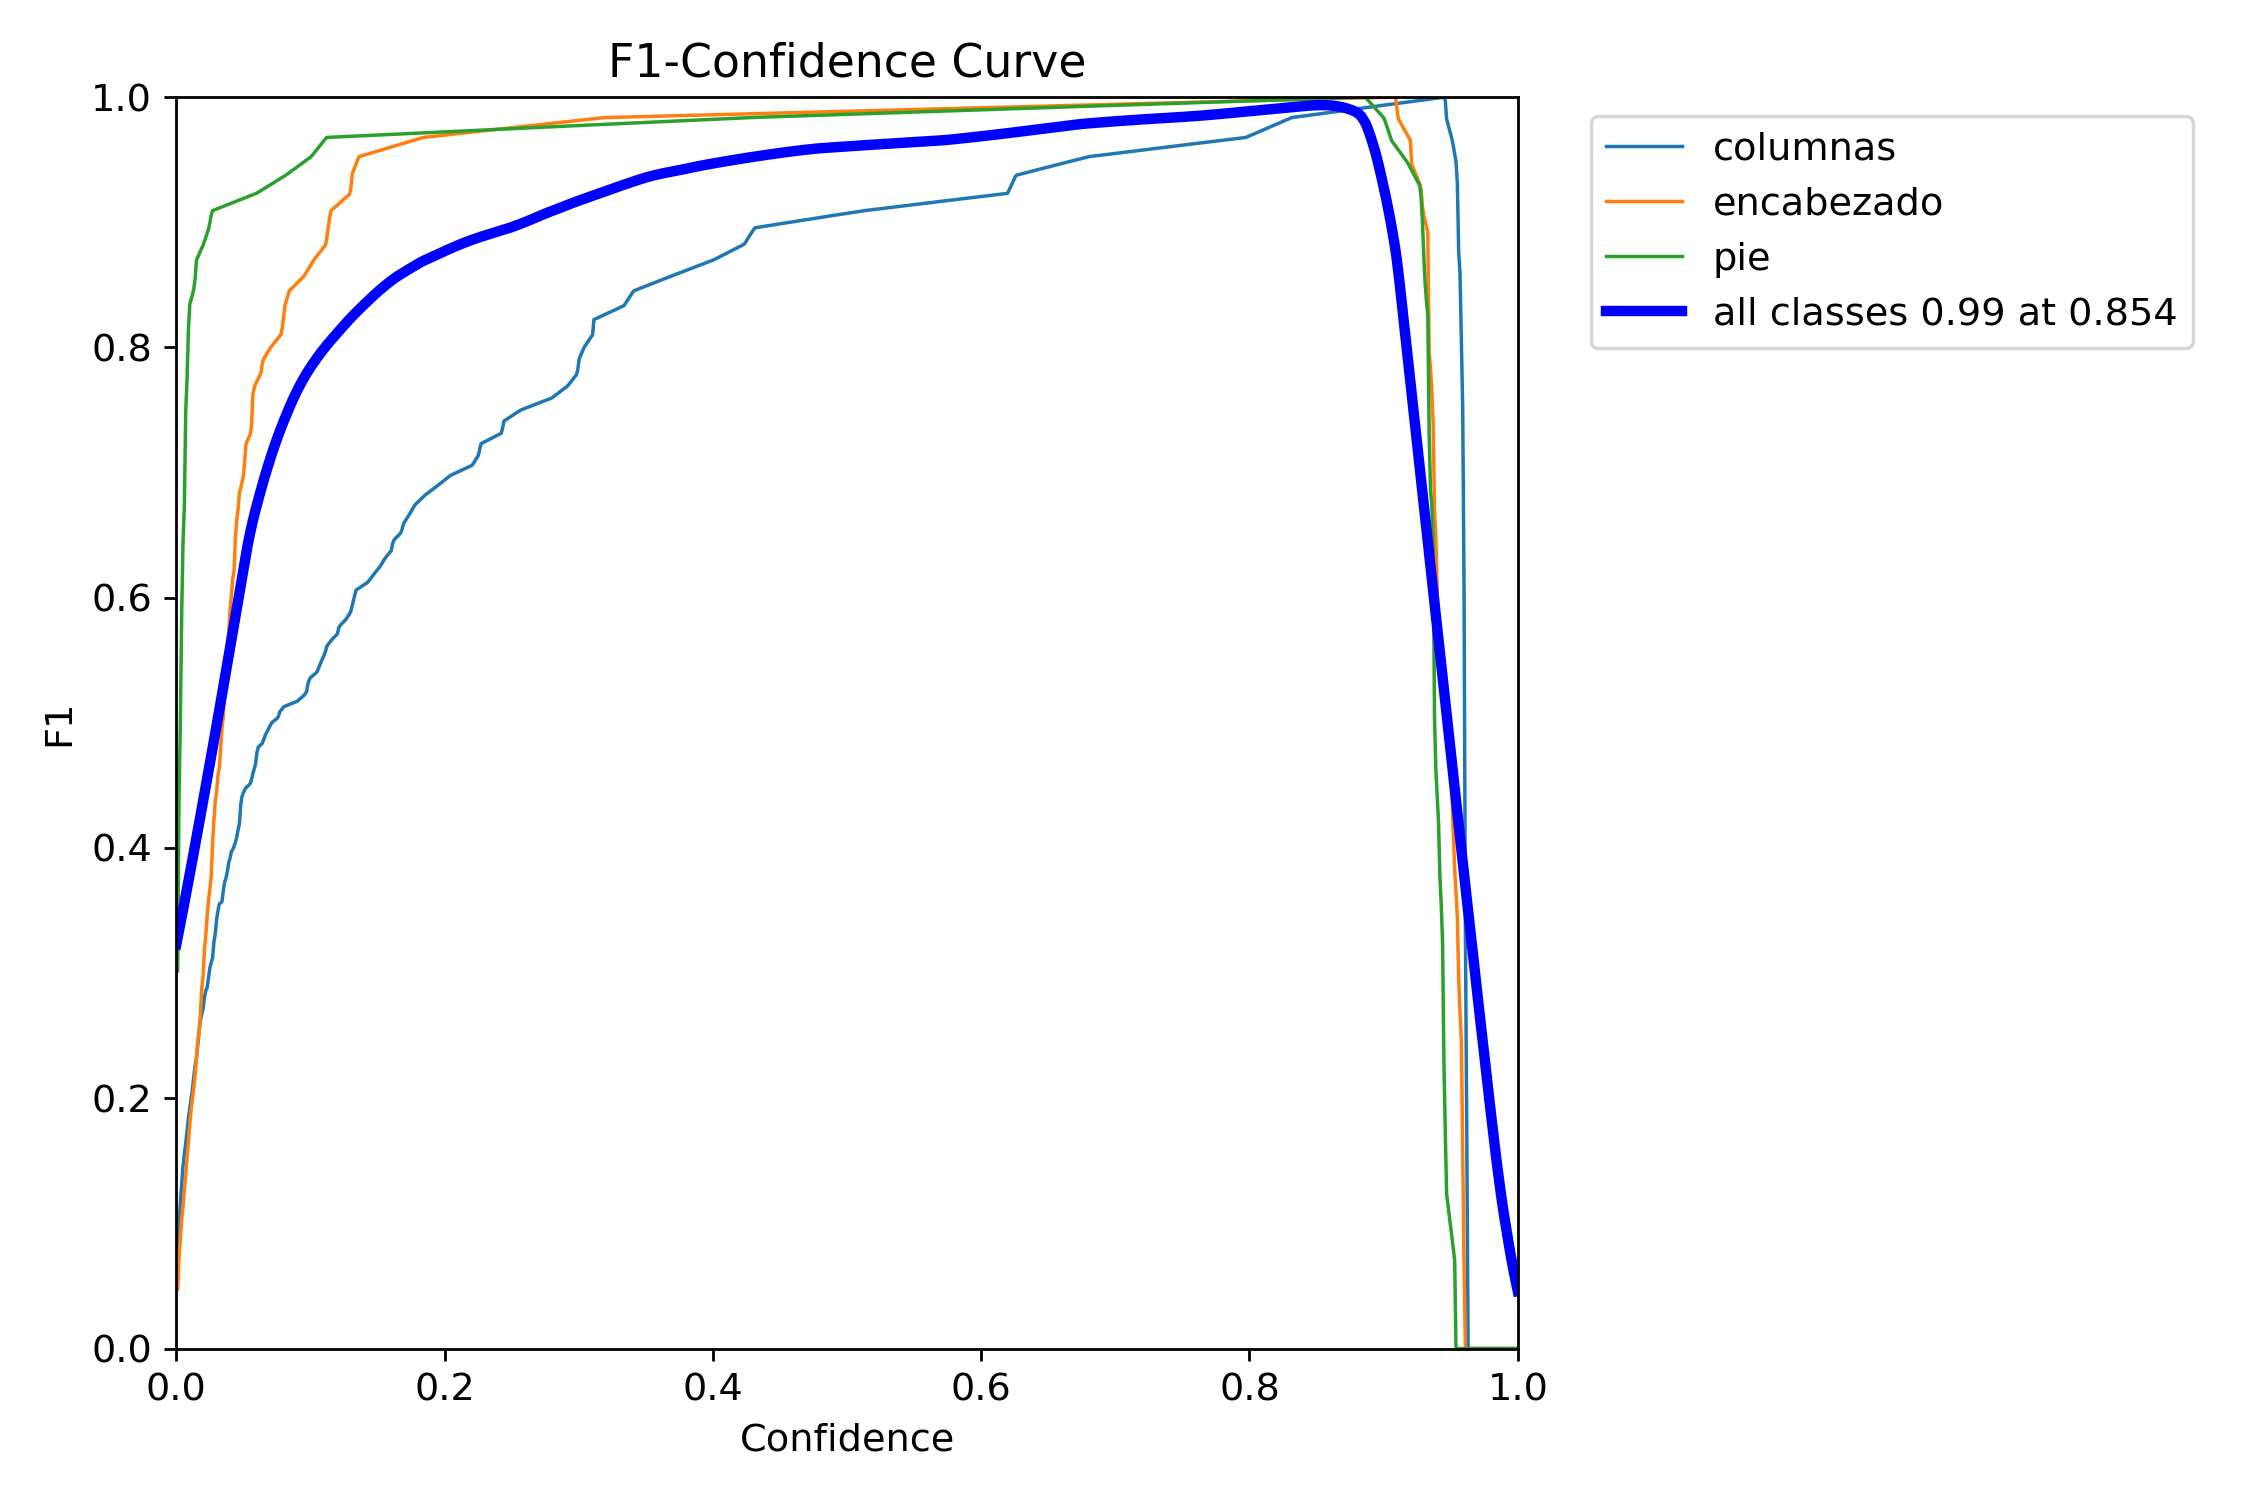 F1-Confidence Curve
1.0
0.8
0.6
0.4
0.2
0.0
F1
0.0 0.2 0.4 0.6 0.8 1.0
Confidence
columnas
encabezado
pie
all classes 0.99 at 0.854